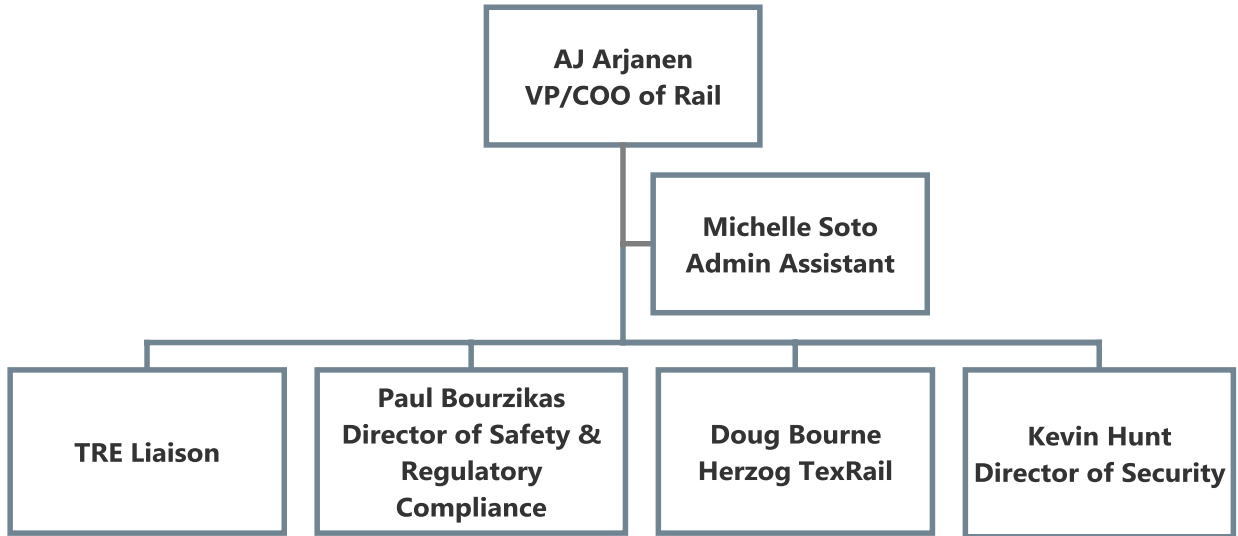 AJ Arjanen
VP/COO of Rail
Michelle Soto
Admin Assistant
TRE Liaison
Paul Bourzikas
Director of Safety &
Regulatory
Compliance
Doug Bourne
Herzog TexRail
Kevin Hunt
Director of Security